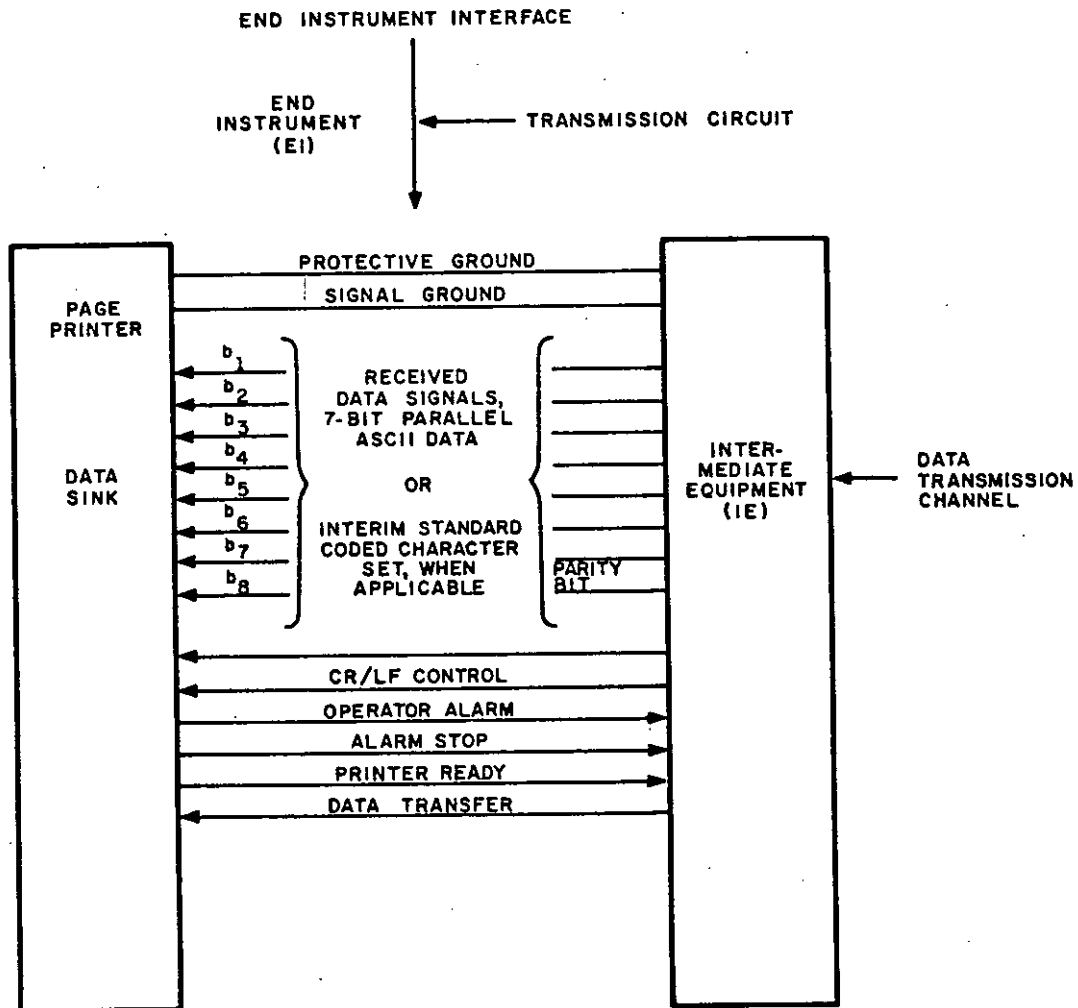 END INSTRUMENT INTERFACE
END
INSTRUMENT
(EI)
TRANSMISSION CIRCUIT
PROTECTIVE GROUND
SIGNAL GROUND
PAGE
PRINTER
DATA
SINK
b1
b2
b3
b4
b5
b6
b7
b8
RECEIVED
DATA SIGNALS,
7-BIT PARALLEL
ASCII DATA
OR
INTERIM STANDARD
CODED CHARACTER
SET, WHEN
APPLICABLE
PARITY
BIT
INTER-
MEDIATE
EQUIPMENT
(IE)
DATA
TRANSMISSION
CHANNEL
CR/LF CONTROL
OPERATOR ALARM
ALARM STOP
PRINTER READY
DATA TRANSFER